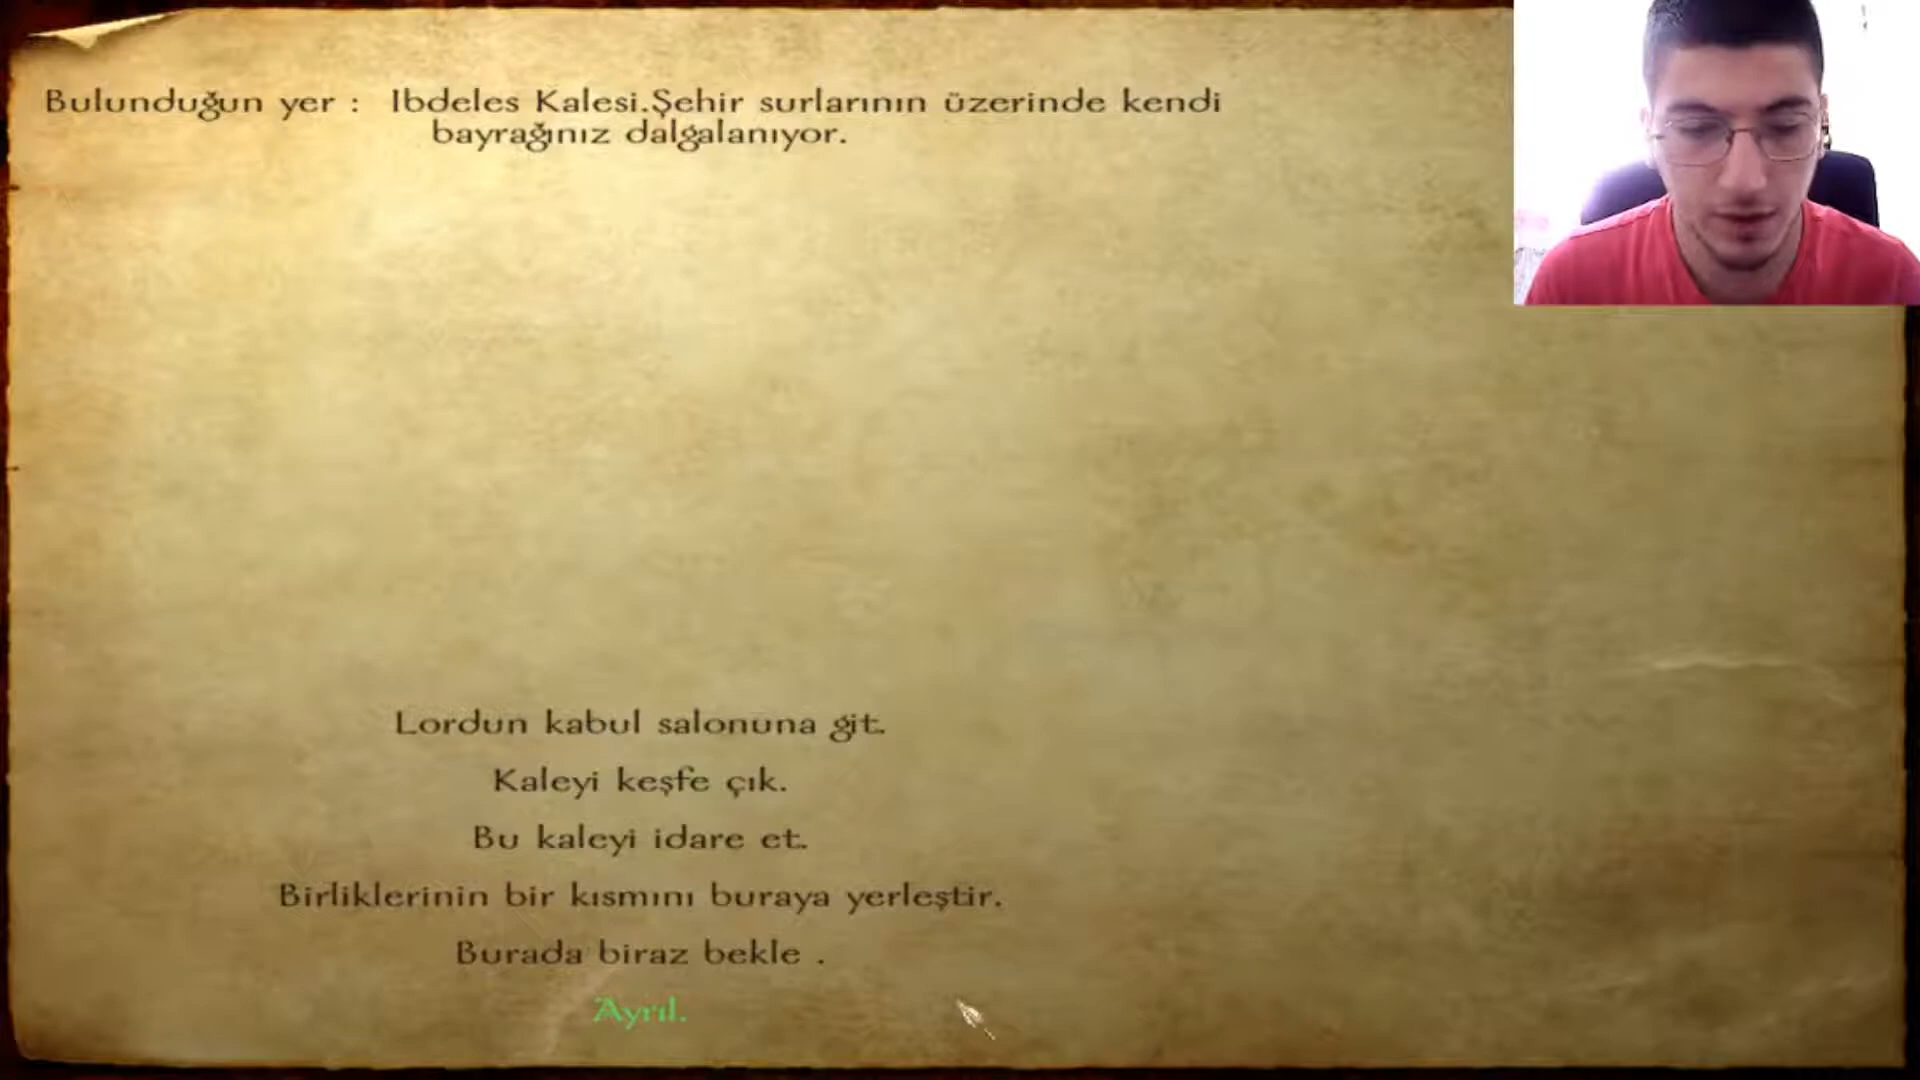 Bulunduğun yer : Ibdeles Kalesi.Şehir surlarının üzerinde kendi
bayrağınız dalgalanıyor.
Lordun kabul salonuna git.
Kaleyi keşfe çık.
Bu kaleyi idare et.
Birliklerinin bir kısmını buraya yerleştir.
Burada biraz bekle .
Ayrıl.